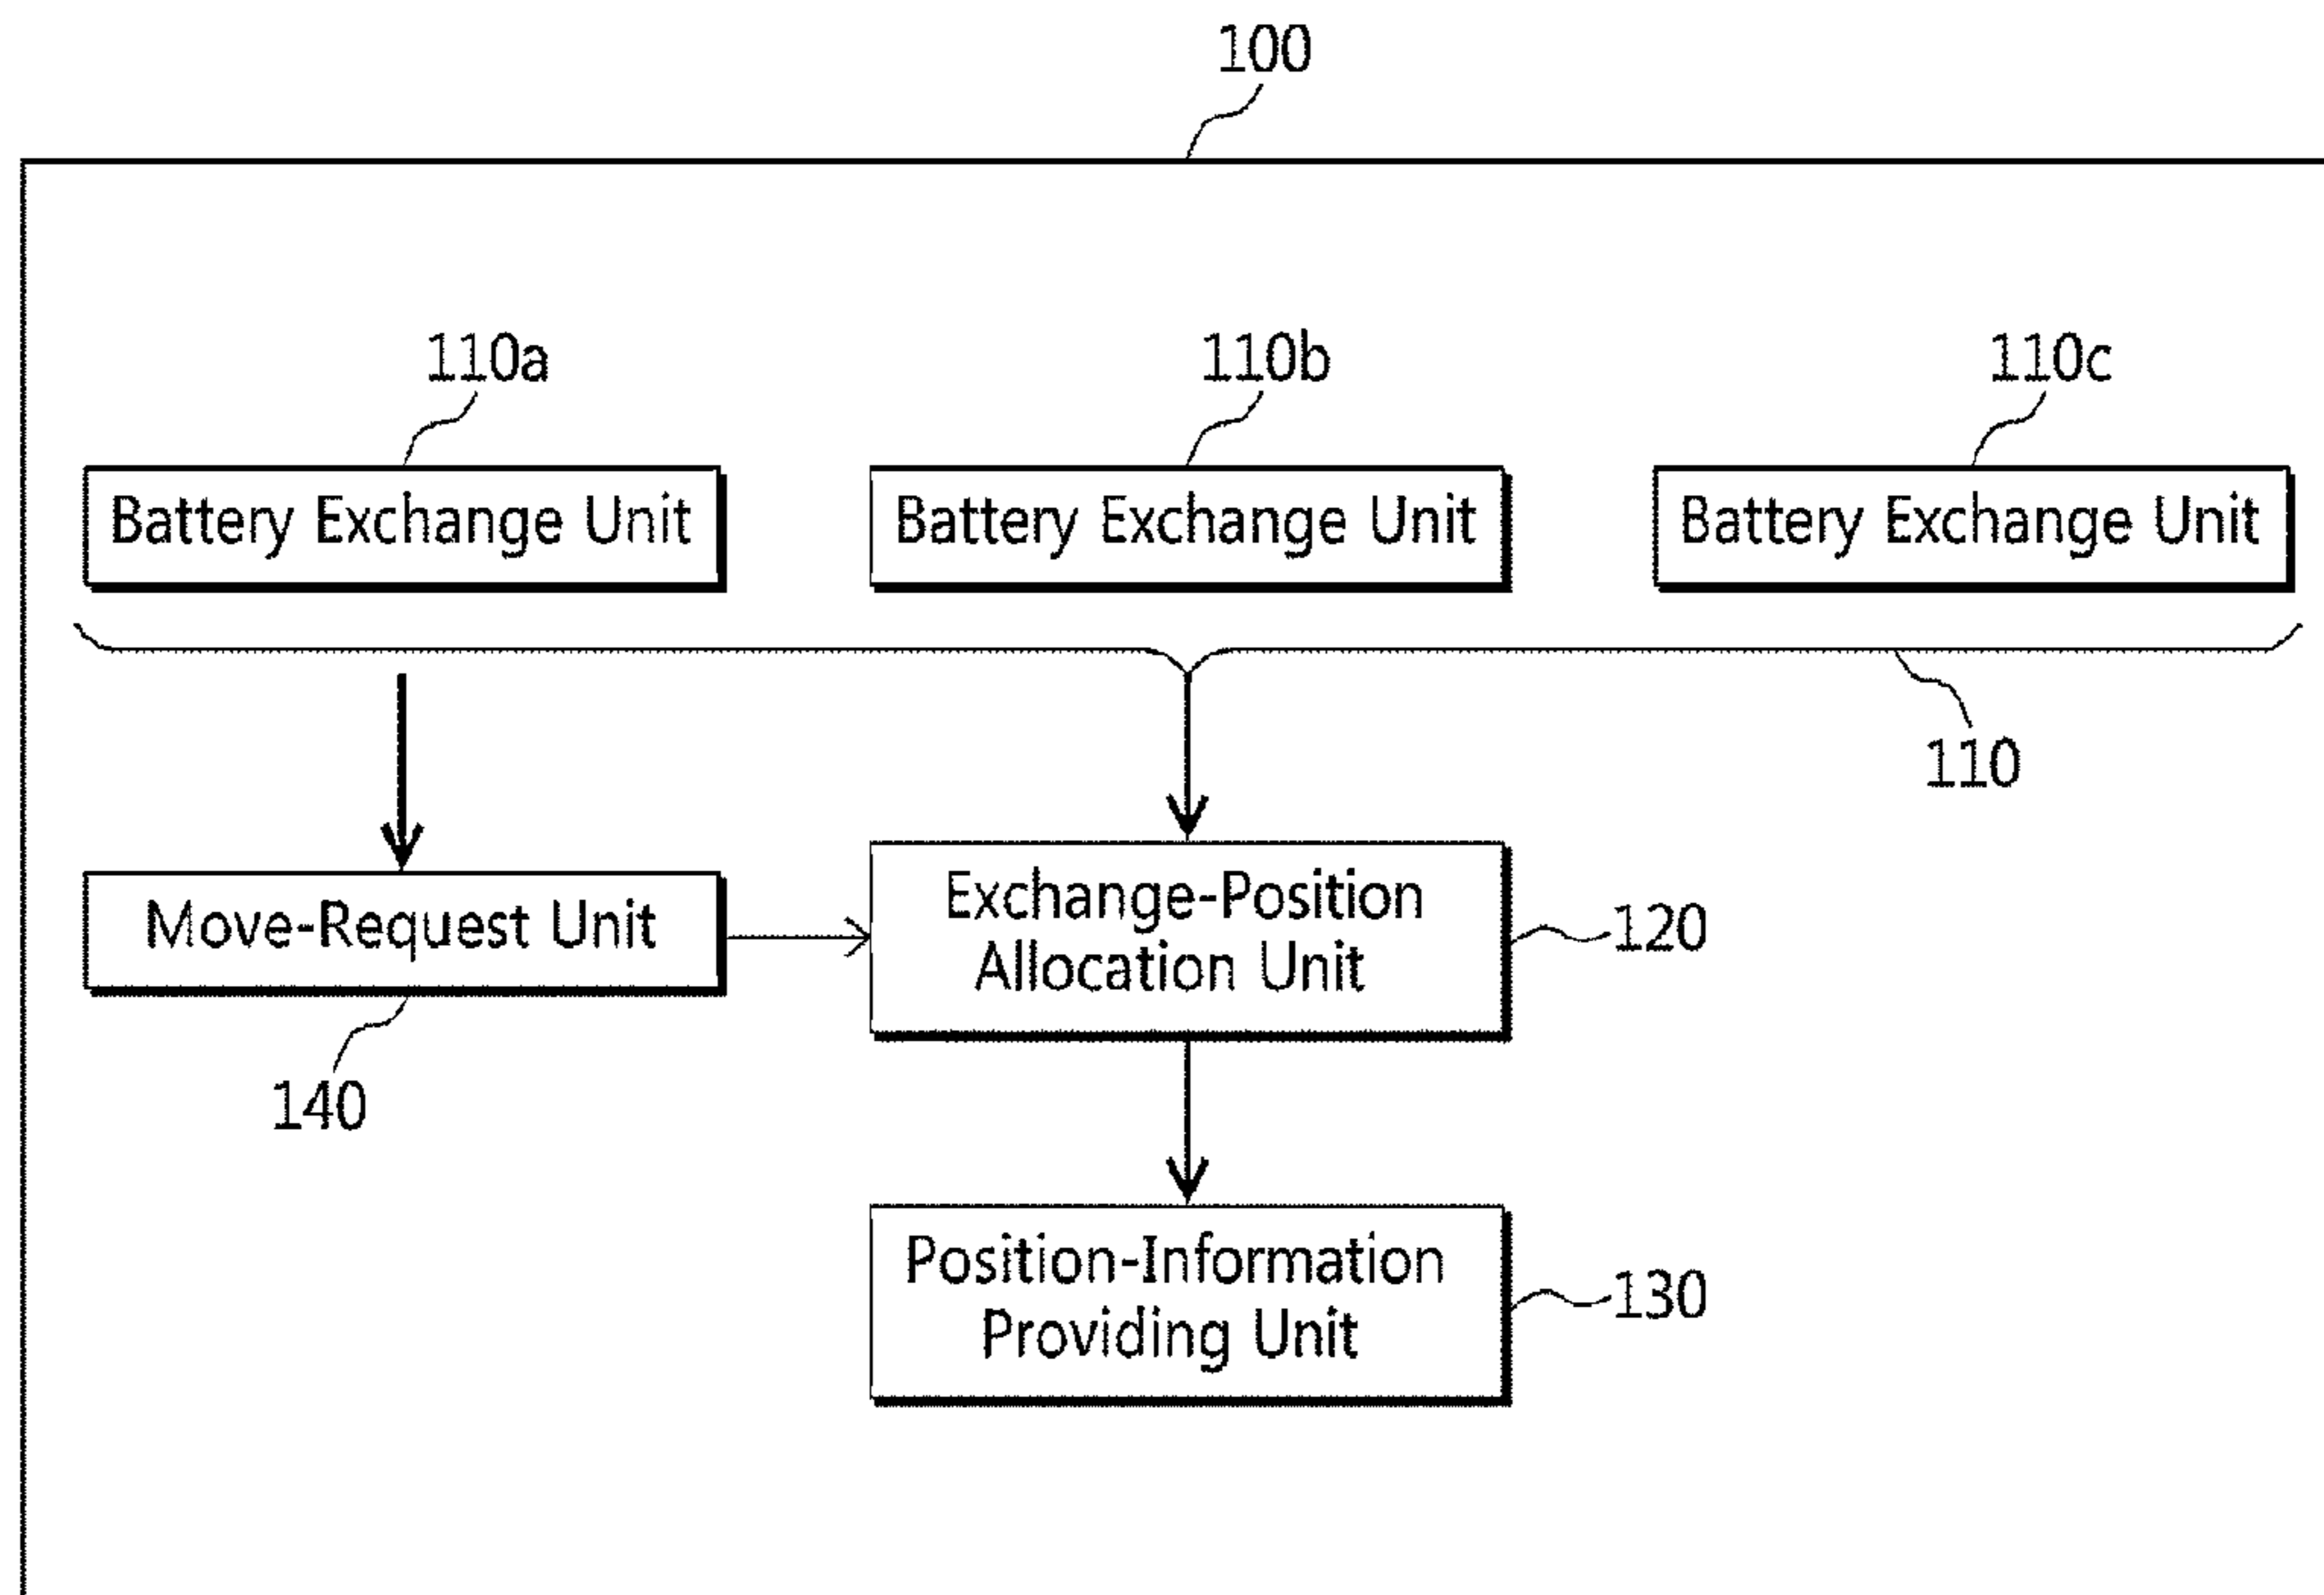 100
110a
110b
110c
Battery Exchange Unit
Battery Exchange Unit
Battery Exchange Unit
110
Move-Request Unit
Exchange-Position
Allocation Unit
120
140
Position-Information
Providing Unit
130